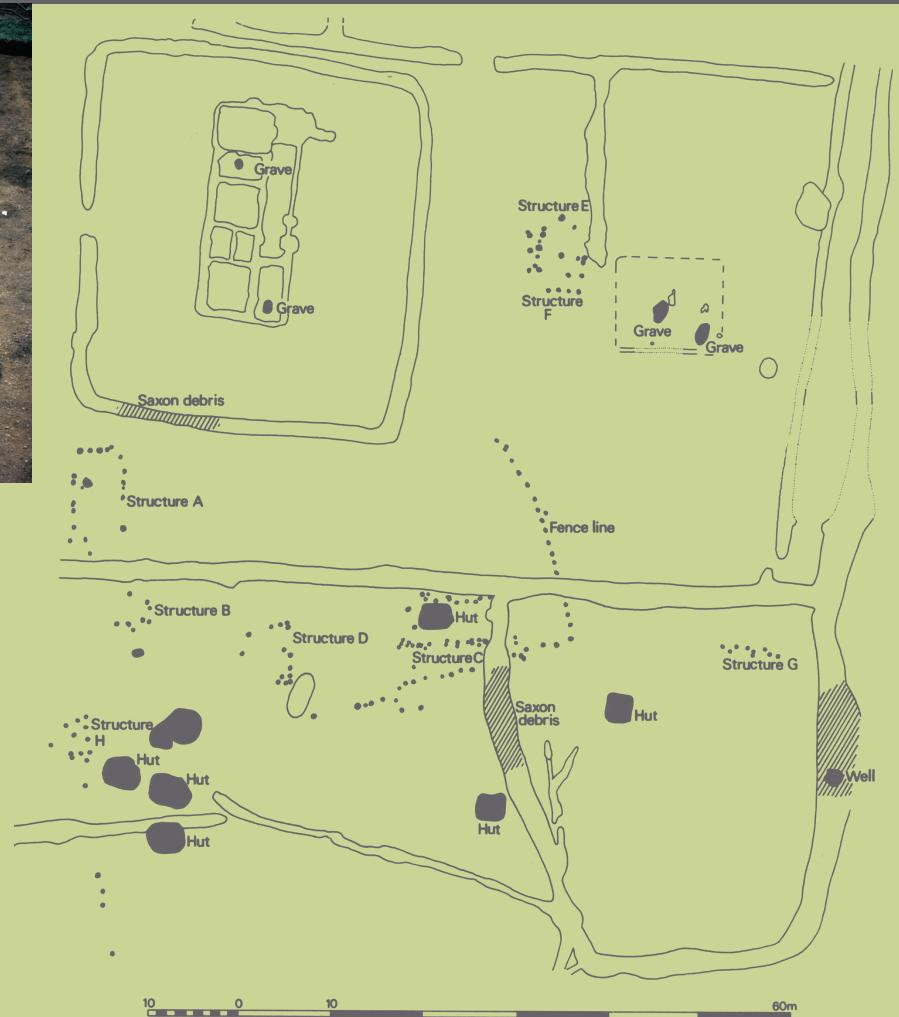 Grave
Structure E
Grave
Structure
F
Grave
Grave
Saxon debris
Structure A
Fence line
Structure B
Hut
Structure D
Structure C
Structure G
Saxon
debris
Hut
Structure
H
Hut
Hut
Well
Hut
Hut
10 0 10 60m